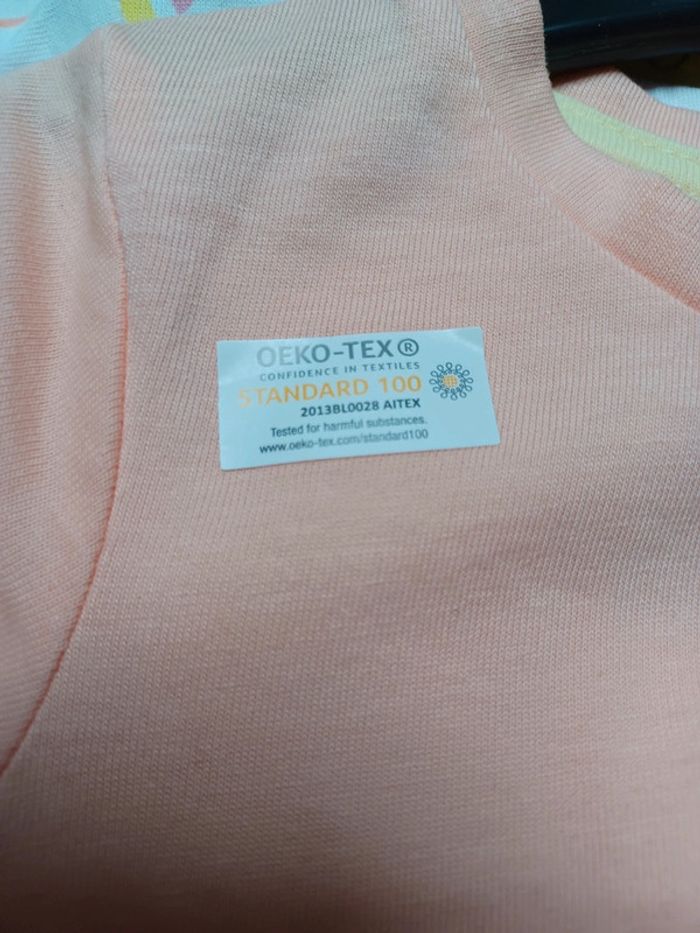 OEKO-TEX®
CONFIDENCE IN TEXTILES
STANDARD 100
2013BL0028 AITEX
Tested for harmful substances.
www.oeko-tex.com/standard100